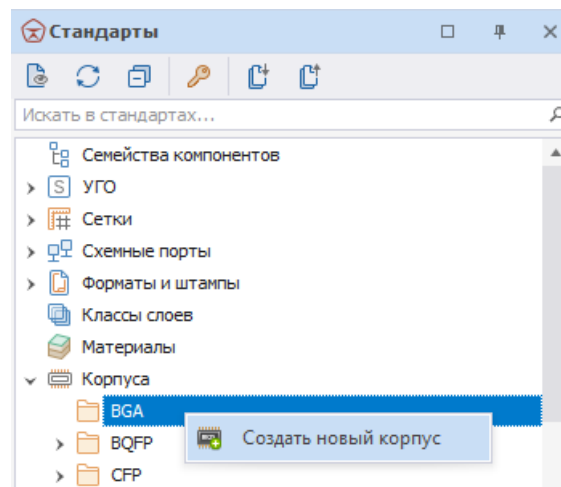 Стандарты
Искать в стандартах...
Семейства компонентов
УГО
Сетки
Схемные порты
Форматы и штампы
Классы слоев
Материалы
Корпуса
BGA
Создать новый корпус
BQFP
CFP